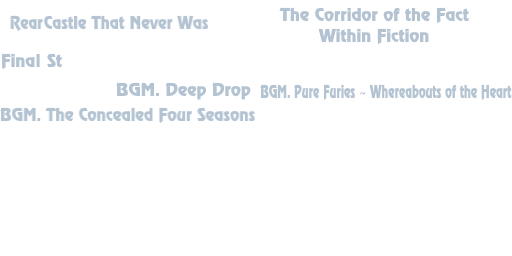 RearCastle That Never Was
The Corridor of the Fact
Within Fiction
Final St
BGM. Deep Drop
BGM. Pure Furies ~ Whereabouts of the Heart
BGM. The Concealed Four Seasons